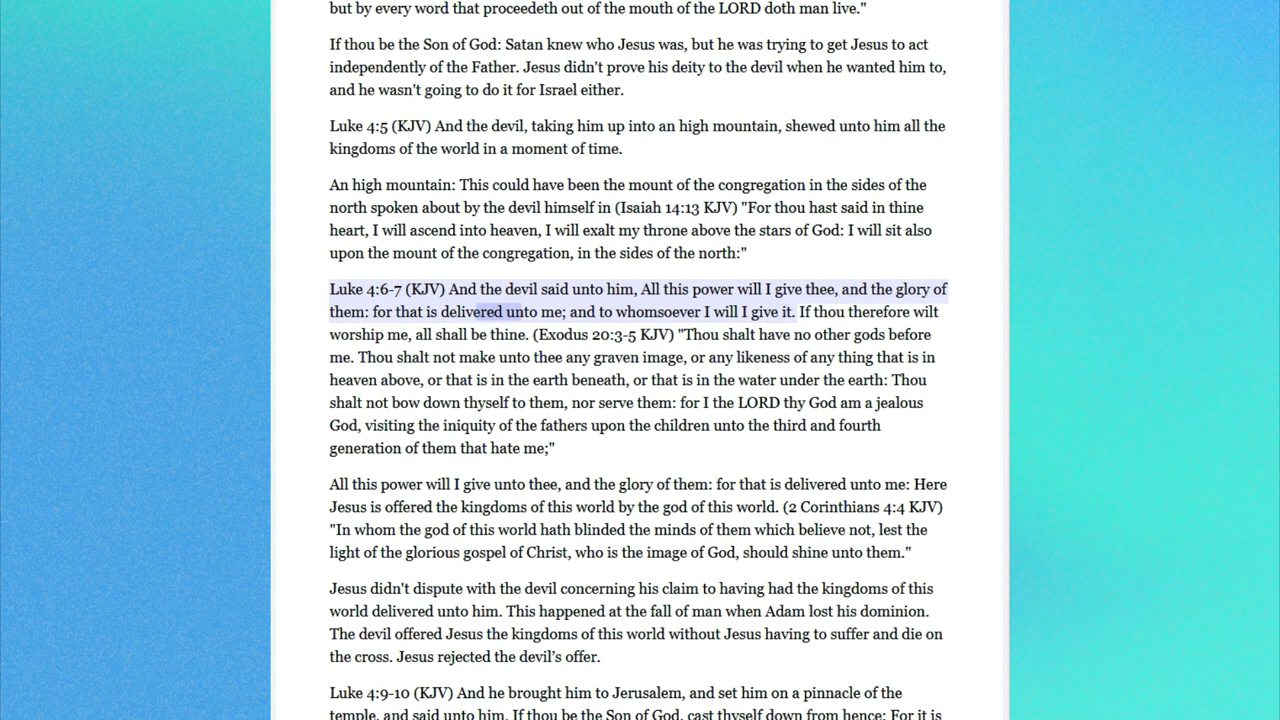 but by every word that proceedeth out of the mouth of the LORD doth man live."
If thou be the Son of God: Satan knew who Jesus was, but he was trying to get Jesus to act
independently of the Father. Jesus didn't prove his deity to the devil when he wanted him to,
and he wasn't going to do it for Israel either.
Luke 4:5 (KJV) And the devil, taking him up into an high mountain, shewed unto him all the
kingdoms of the world in a moment of time.
An high mountain: This could have been the mount of the congregation in the sides of the
north spoken about by the devil himself in (Isaiah 14:13 KJV) "For thou hast said in thine
heart, I will ascend into heaven, I will exalt my throne above the stars of God: I will sit also
upon the mount of the congregation, in the sides of the north:"
Luke 4:6-7 (KJV) And the devil said unto him, All this power will I give thee, and the glory of
them: for that is delivered unto me; and to whomsoever I will I give it. If thou therefore wilt
worship me, all shall be thine. (Exodus 20:3-5 KJV) "Thou shalt have no other gods before
me. Thou shalt not make unto thee any graven image, or any likeness of any thing that is in
heaven above, or that is in the earth beneath, or that is in the water under the earth: Thou
shalt not bow down thyself to them, nor serve them: for I the LORD thy God am a jealous
God, visiting the iniquity of the fathers upon the children unto the third and fourth
generation of them that hate me;"
All this power will I give unto thee, and the glory of them: for that is delivered unto me: Here
Jesus is offered the kingdoms of this world by the god of this world. (2 Corinthians 4:4 KJV)
"In whom the god of this world hath blinded the minds of them which believe not, lest the
light of the glorious gospel of Christ, who is the image of God, should shine unto them."
Jesus didn't dispute with the devil concerning his claim to having had the kingdoms of this
world delivered unto him. This happened at the fall of man when Adam lost his dominion.
The devil offered Jesus the kingdoms of this world without Jesus having to suffer and die on
the cross. Jesus rejected the devil’s offer.
Luke 4:9-10 (KJV) And he brought him to Jerusalem, and set him on a pinnacle of the
temple, and said unto him, If thou be the Son of God, cast thyself down from hence: For it is